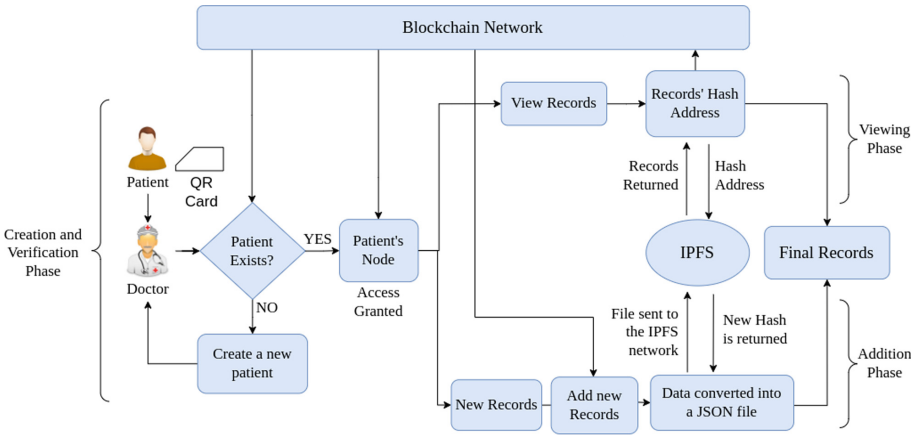 Blockchain Network
View Records
Records' Hash
Address
Viewing
Phase
Patient
QR
Card
Records
Returned
Hash
Address
Creation and
Verification
Phase
Doctor
Patient
Exists?
YES
Patient's
Node
Access
Granted
IPFS
Final Records
NO
Create a new
patient
File sent to
the IPFS
network
New Hash
is returned
Addition
Phase
New Records
Add new
Records
Data converted into
a JSON file